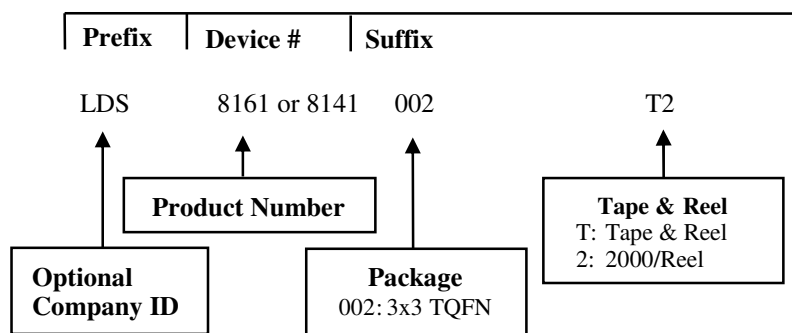 Prefix Device # Suffix
LDS 8161 or 8141 002 T2
Product Number
Tape & Reel
T: Tape & Reel
2: 2000/Reel
Optional
Company ID
Package
002: 3x3 TQFN